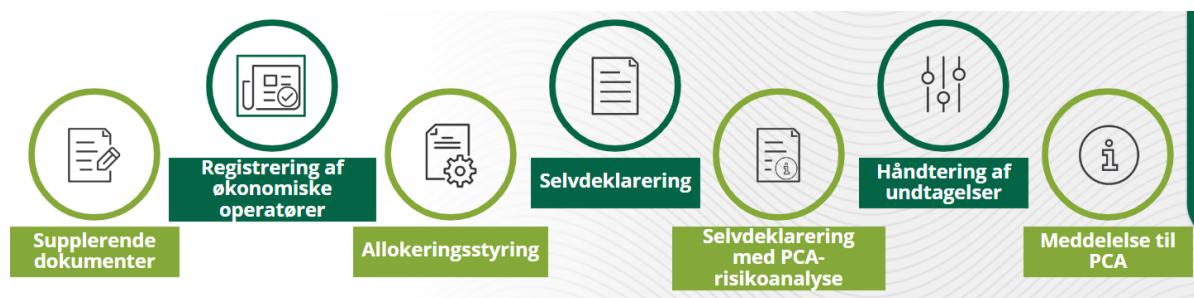 Supplerende
dokumenter
Registrering af
økonomiske
operatører
Allokeringsstyring
Selvdeklarering
Selvdeklarering
med PCA-
risikoanalyse
Håndtering af
undtagelser
Meddelelse til
PCA